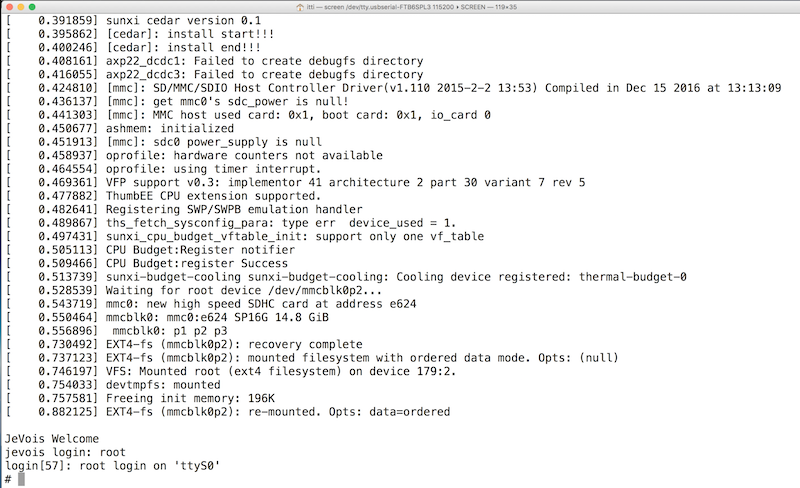 itti — screen /dev/tty.usbserial-FTB6SPL3 115200 ▸ SCREEN — 119×35
[    0.391859] sunxi cedar version 0.1
[    0.395862] [cedar]: install start!!!
[    0.400246] [cedar]: install end!!!
[    0.408161] axp22_dcdc1: Failed to create debugfs directory
[    0.416055] axp22_dcdc3: Failed to create debugfs directory
[    0.424810] [mmc]: SD/MMC/SDIO Host Controller Driver(v1.110 2015-2-2 13:53) Compiled in Dec 15 2016 at 13:13:09
[    0.436137] [mmc]: get mmc0's sdc_power is null!
[    0.441303] [mmc]: MMC host used card: 0x1, boot card: 0x1, io_card 0
[    0.450677] ashmem: initialized
[    0.451913] [mmc]: sdc0 power_supply is null
[    0.458937] oprofile: hardware counters not available
[    0.464554] oprofile: using timer interrupt.
[    0.469361] VFP support v0.3: implementor 41 architecture 2 part 30 variant 7 rev 5
[    0.477882] ThumbEE CPU extension supported.
[    0.482641] Registering SWP/SWPB emulation handler
[    0.489867] ths_fetch_sysconfig_para: type err  device_used = 1.
[    0.497431] sunxi_cpu_budget_vftable_init: support only one vf_table
[    0.505113] CPU Budget:Register notifier
[    0.509466] CPU Budget:register Success
[    0.513739] sunxi-budget-cooling sunxi-budget-cooling: Cooling device registered: thermal-budget-0
[    0.528539] Waiting for root device /dev/mmcblk0p2...
[    0.543719] mmc0: new high speed SDHC card at address e624
[    0.550464] mmcblk0: mmc0:e624 SP16G 14.8 GiB
[    0.556896]  mmcblk0: p1 p2 p3
[    0.730492] EXT4-fs (mmcblk0p2): recovery complete
[    0.737123] EXT4-fs (mmcblk0p2): mounted filesystem with ordered data mode. Opts: (null)
[    0.746197] VFS: Mounted root (ext4 filesystem) on device 179:2.
[    0.754033] devtmpfs: mounted
[    0.757581] Freeing init memory: 196K
[    0.882125] EXT4-fs (mmcblk0p2): re-mounted. Opts: data=ordered
JeVois Welcome
jevois login: root
login[57]: root login on 'ttyS0'
#